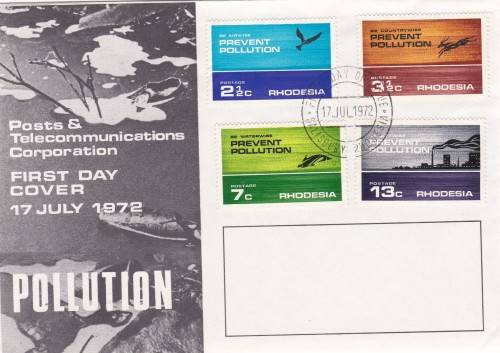 Posts &
Telecommunications
Corporation
FIRST DAY
COVER
17 JULY 1972
POLLUTION
BE AIRWISE
PREVENT
POLLUTION
POSTAGE
2½c
RHODESIA
BE COUNTRYWISE
PREVENT
POLLUTION
POSTAGE
3½c
RHODESIA
17 JUL 1972
BE WATERWISE
PREVENT
POLLUTION
POSTAGE
7c
RHODESIA
PREVENT
POLLUTION
POSTAGE
13c
RHODESIA